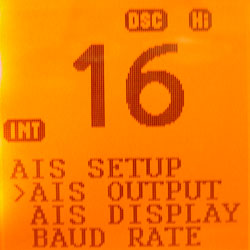 DSC Hi
16
INT
AIS SETUP
>AIS OUTPUT
AIS DISPLAY
BAUD RATE